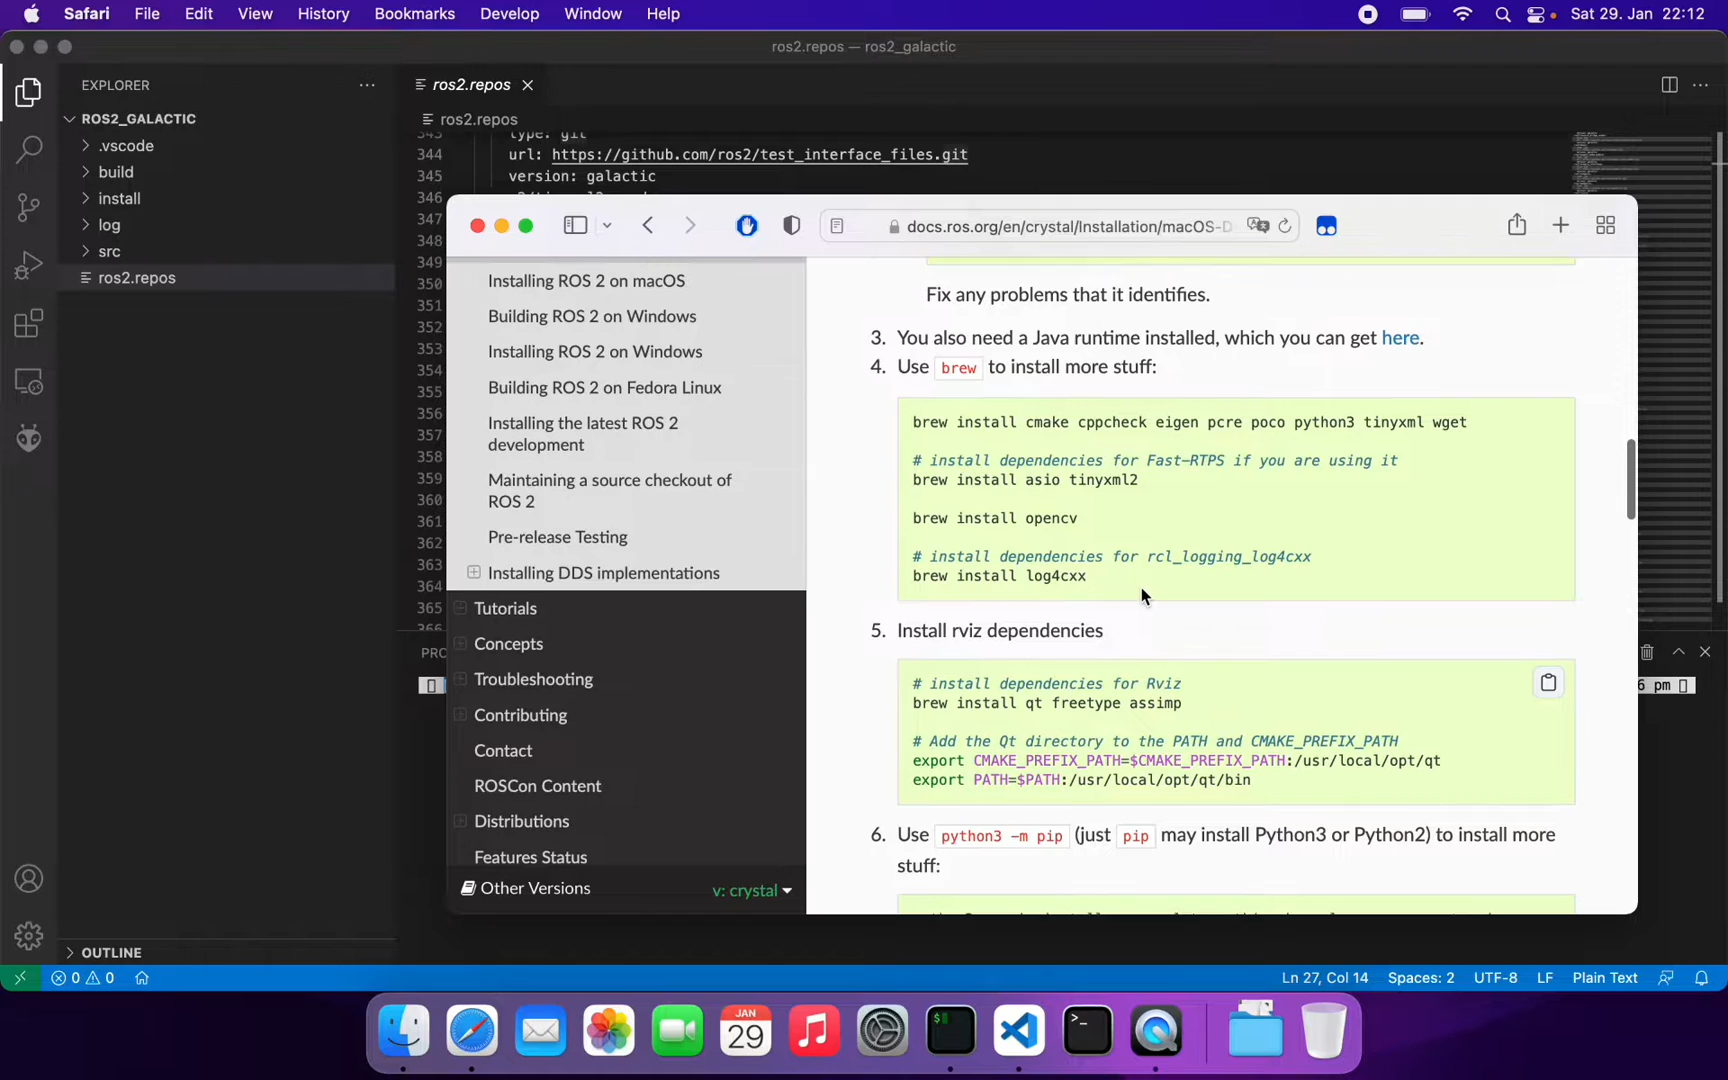 Safari File Edit View History Bookmarks Develop Window Help Sat 29. Jan 22:12
ros2.repos — ros2_galactic
EXPLORER
ROS2_GALACTIC
.vscode
build
install
log
src
ros2.repos
OUTLINE
ros2.repos
ros2.repos
343 type: git
344 url: https://github.com/ros2/test_interface_files.git
345 version: galactic
346
347
348
349
350
351
352
353
354
355
356
357
358
359
360
361
362
363
364
365
366
docs.ros.org/en/crystal/Installation/macOS-D
Installing ROS 2 on macOS
Building ROS 2 on Windows
Installing ROS 2 on Windows
Building ROS 2 on Fedora Linux
Installing the latest ROS 2
development
Maintaining a source checkout of
ROS 2
Pre-release Testing
Installing DDS implementations
Tutorials
Concepts
Troubleshooting
Contributing
Contact
ROSCon Content
Distributions
Features Status
Other Versions v: crystal
Fix any problems that it identifies.
3. You also need a Java runtime installed, which you can get here.
4. Use brew to install more stuff:
brew install cmake cppcheck eigen pcre poco python3 tinyxml wget
# install dependencies for Fast-RTPS if you are using it
brew install asio tinyxml2
brew install opencv
# install dependencies for rcl_logging_log4cxx
brew install log4cxx
5. Install rviz dependencies
# install dependencies for Rviz
brew install qt freetype assimp
# Add the Qt directory to the PATH and CMAKE_PREFIX_PATH
export CMAKE_PREFIX_PATH=$CMAKE_PREFIX_PATH:/usr/local/opt/qt
export PATH=$PATH:/usr/local/opt/qt/bin
6. Use python3 -m pip (just pip may install Python3 or Python2) to install more
stuff:
PRO
6 pm
0 0 Ln 27, Col 14 Spaces: 2 UTF-8 LF Plain Text
JAN
29